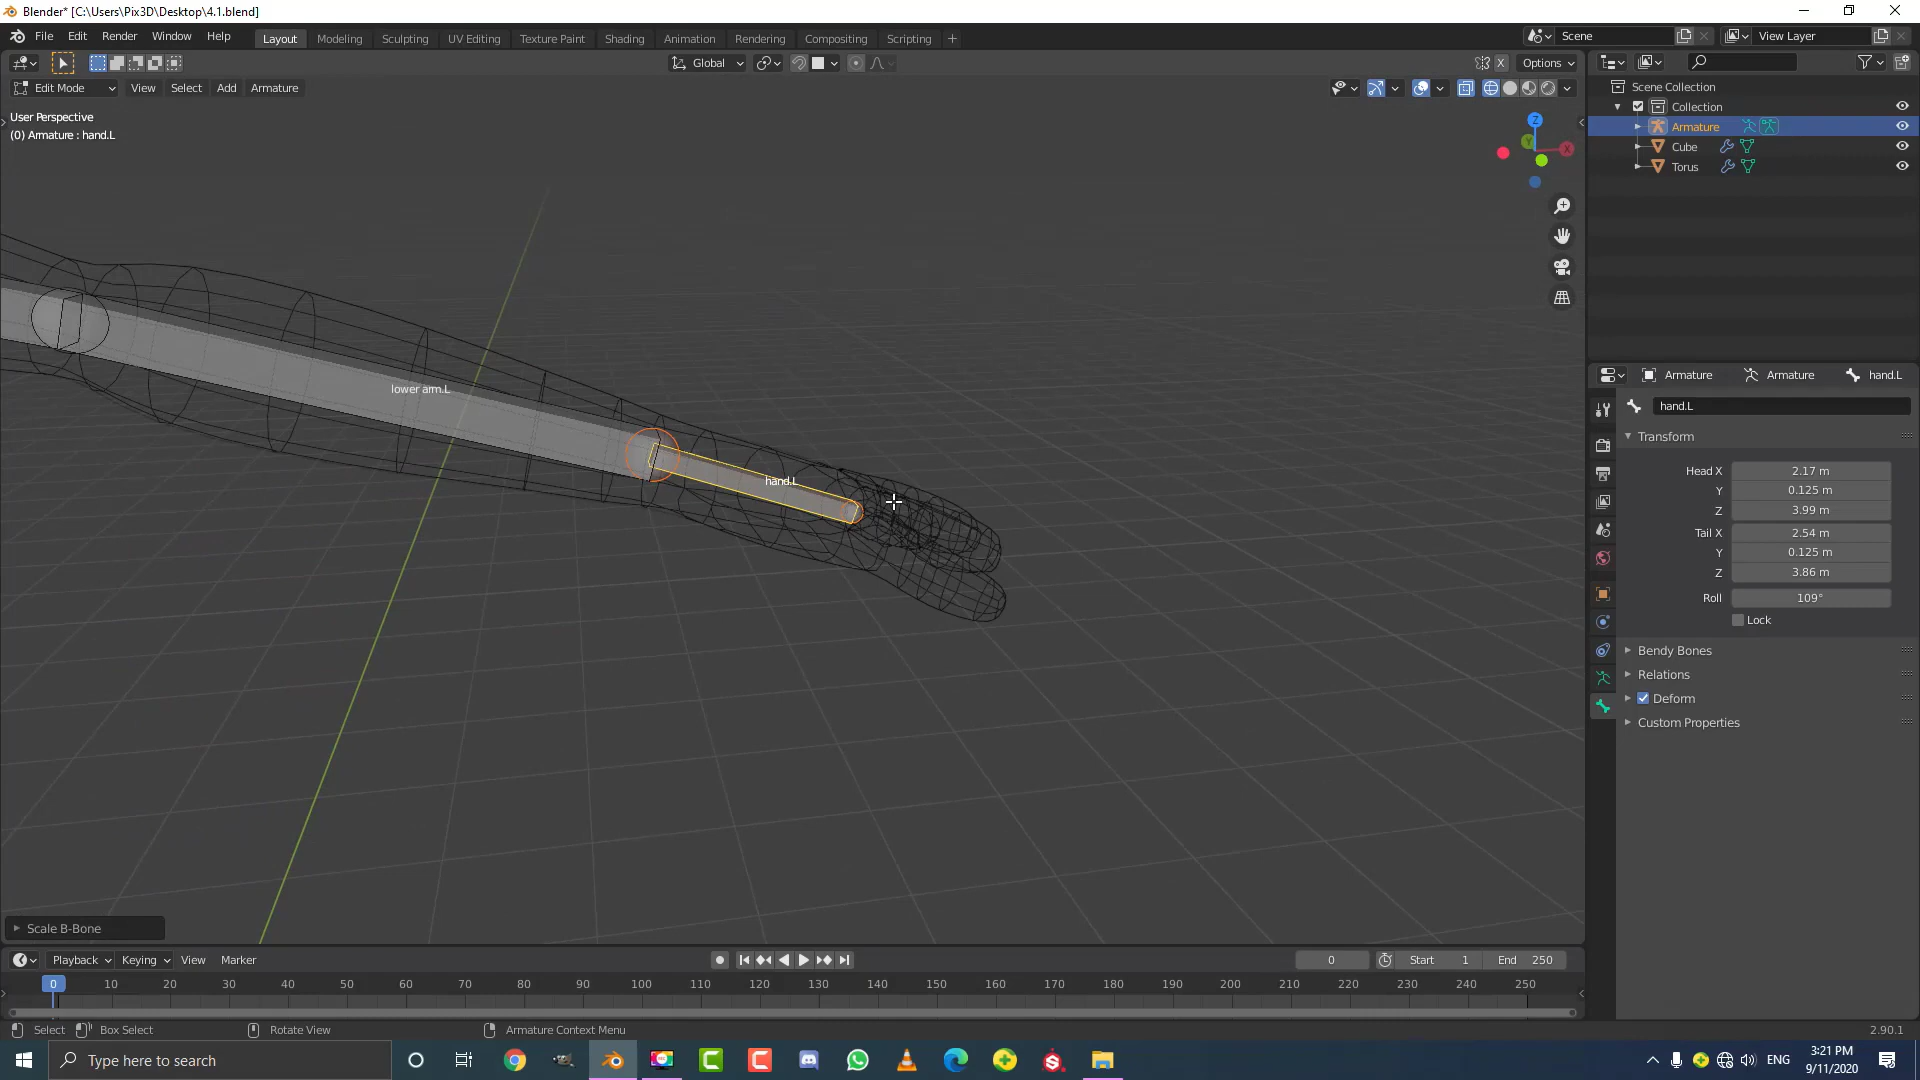 Blender* [C:\Users\Pix3D\Desktop\4.1.blend]
File Edit Render Window Help
Layout Modeling Sculpting UV Editing Texture Paint Shading Animation Rendering Compositing Scripting +
Scene View Layer
Global X Options
Edit Mode View Select Add Armature
User Perspective
(0) Armature : hand.L
Z
Y
X
lower arm.L
hand.L
Scene Collection
Collection
Armature
Cube
Torus
Armature Armature hand.L
hand.L
Transform
Head X 2.17 m
Y 0.125 m
Z 3.99 m
Tail X 2.54 m
Y 0.125 m
Z 3.86 m
Roll 109°
Lock
Bendy Bones
Relations
Deform
Custom Properties
Scale B-Bone
Playback Keying View Marker 0 Start 1 End 250
0 10 20 30 40 50 60 70 80 90 100 110 120 130 140 150 160 170 180 190 200 210 220 230 240 250
Select Box Select Rotate View Armature Context Menu 2.90.1
Type here to search
ENG
3:21 PM
9/11/2020